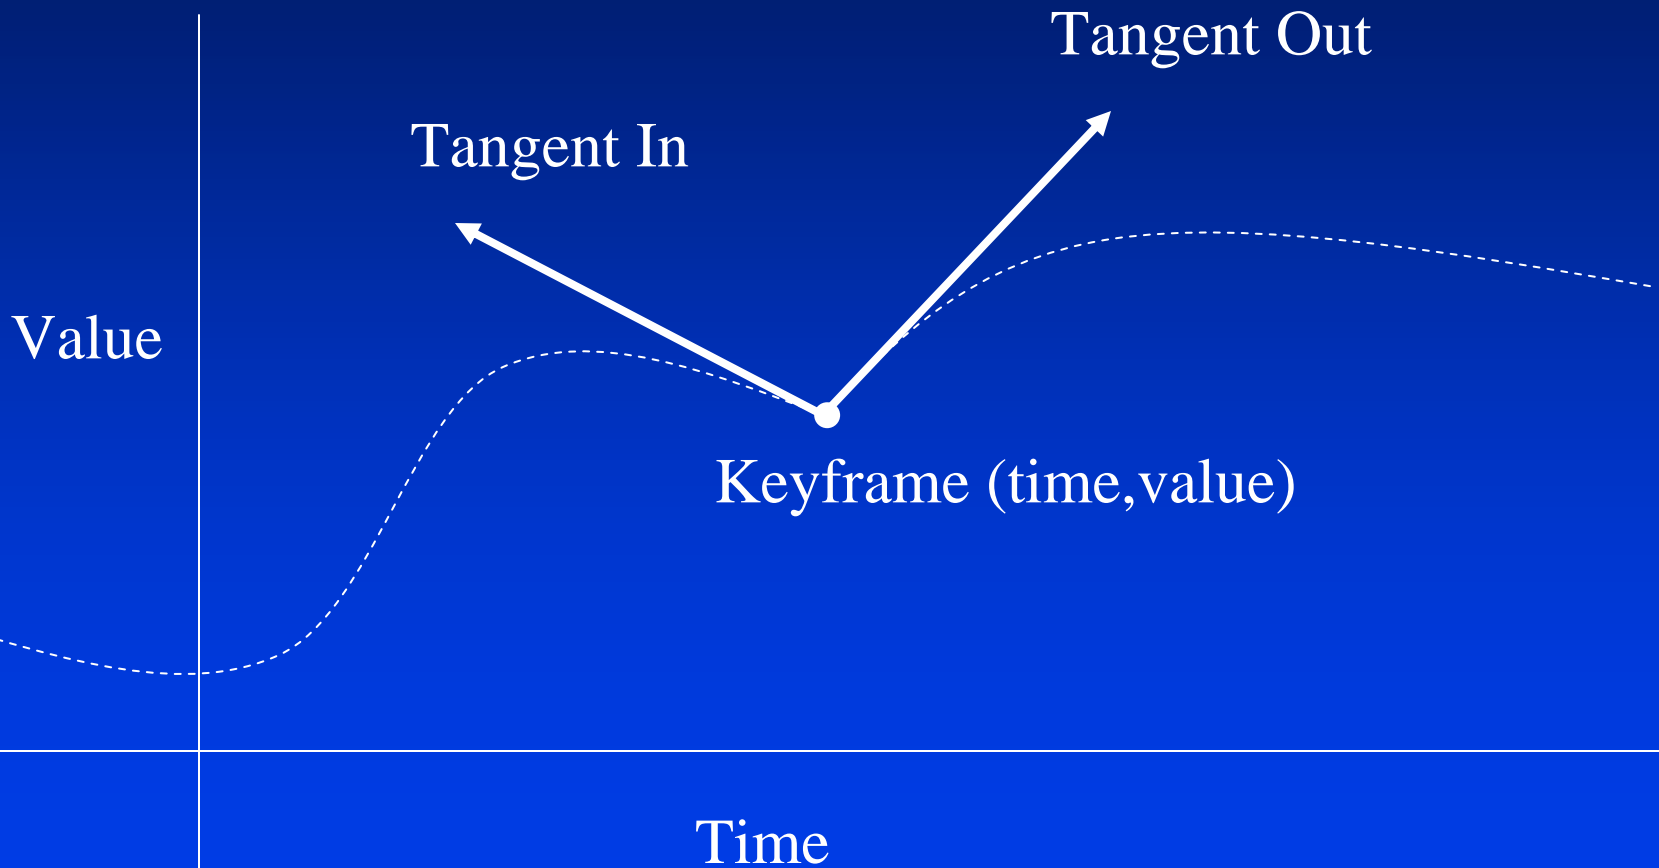 Tangent Out
Tangent In
Value
Keyframe (time,value)
Time